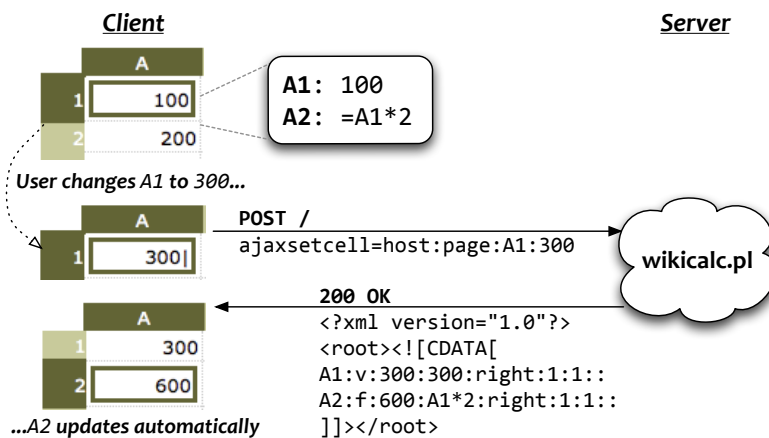 Client
Server
A
1 100
2 200
A1: 100
A2: =A1*2
User changes A1 to 300...
A
1 300
POST /
ajaxsetcell=host:page:A1:300
wikicalc.pl
200 OK
<?xml version="1.0"?>
<root><![CDATA[
A1:v:300:300:right:1:1::
A2:f:600:A1*2:right:1:1::
]]></root>
A
1 300
2 600
...A2 updates automatically